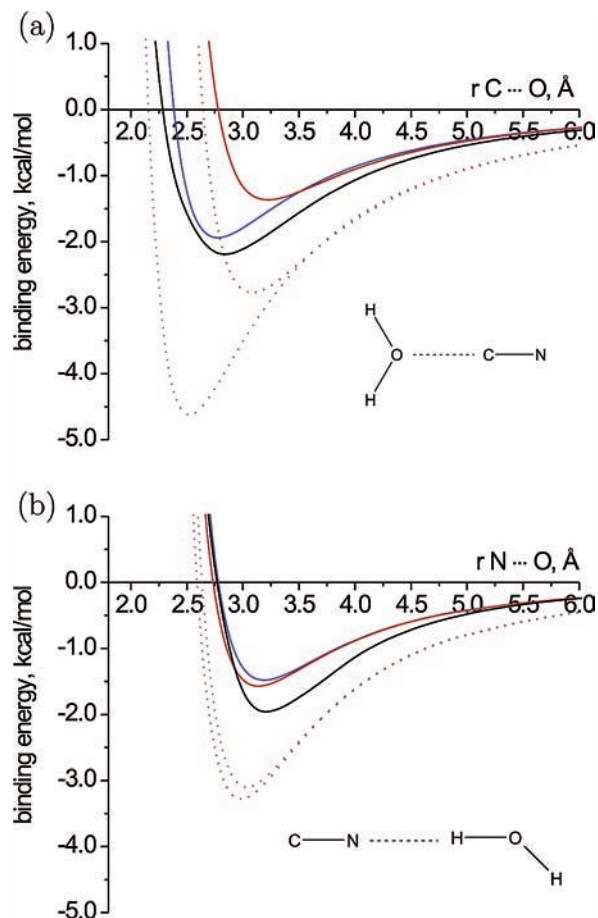 (a)
1.0
r C ··· O, Å
0.0
2.0 2.5 3.0 3.5 4.0 4.5 5.0 5.5 6.0
-1.0
-2.0
-3.0
-4.0
-5.0
binding energy, kcal/mol
H
O C N
H
(b)
1.0
r N ··· O, Å
0.0
2.0 2.5 3.0 3.5 4.0 4.5 5.0 5.5 6.0
-1.0
-2.0
-3.0
-4.0
-5.0
binding energy, kcal/mol
C N H O
H